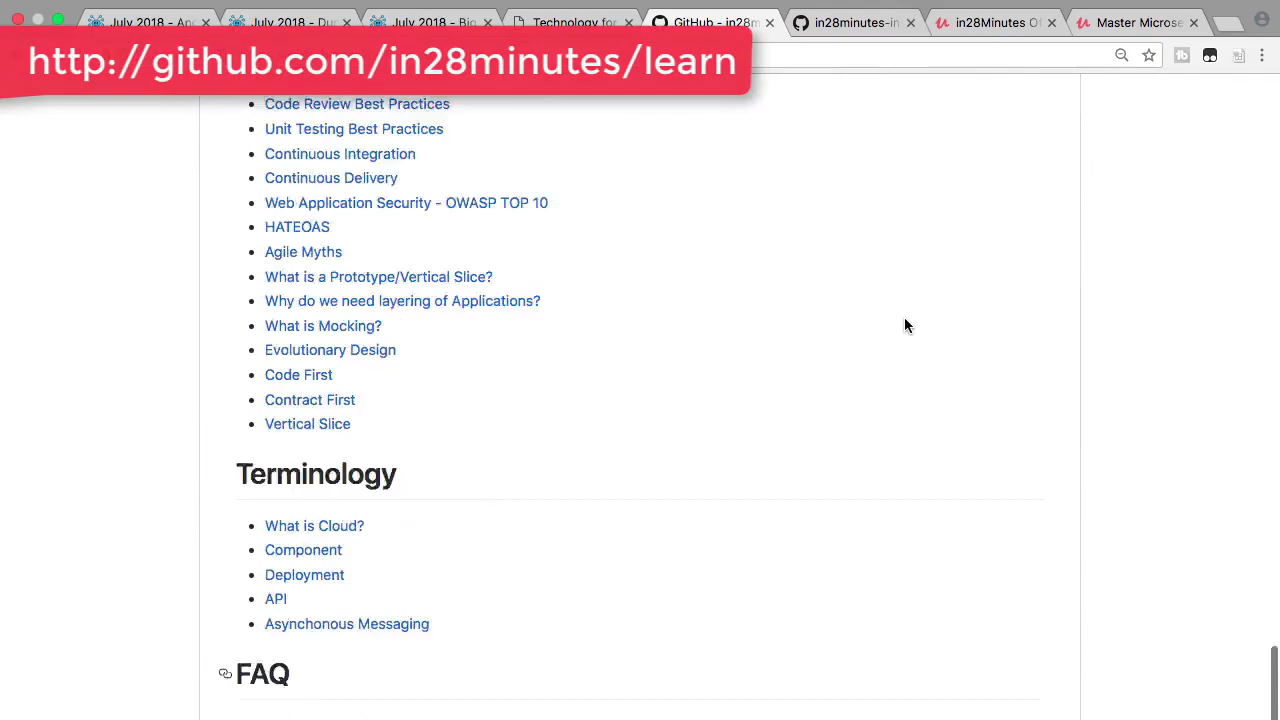 July 2018 - An
July 2018 - Du
July 2018 - Big
Technology for
GitHub - in28m
in28minutes-in
in28Minutes Of
Master Microse
http://github.com/in28minutes/learn
Code Review Best Practices
Unit Testing Best Practices
Continuous Integration
Continuous Delivery
Web Application Security - OWASP TOP 10
HATEOAS
Agile Myths
What is a Prototype/Vertical Slice?
Why do we need layering of Applications?
What is Mocking?
Evolutionary Design
Code First
Contract First
Vertical Slice
Terminology
What is Cloud?
Component
Deployment
API
Asynchonous Messaging
FAQ